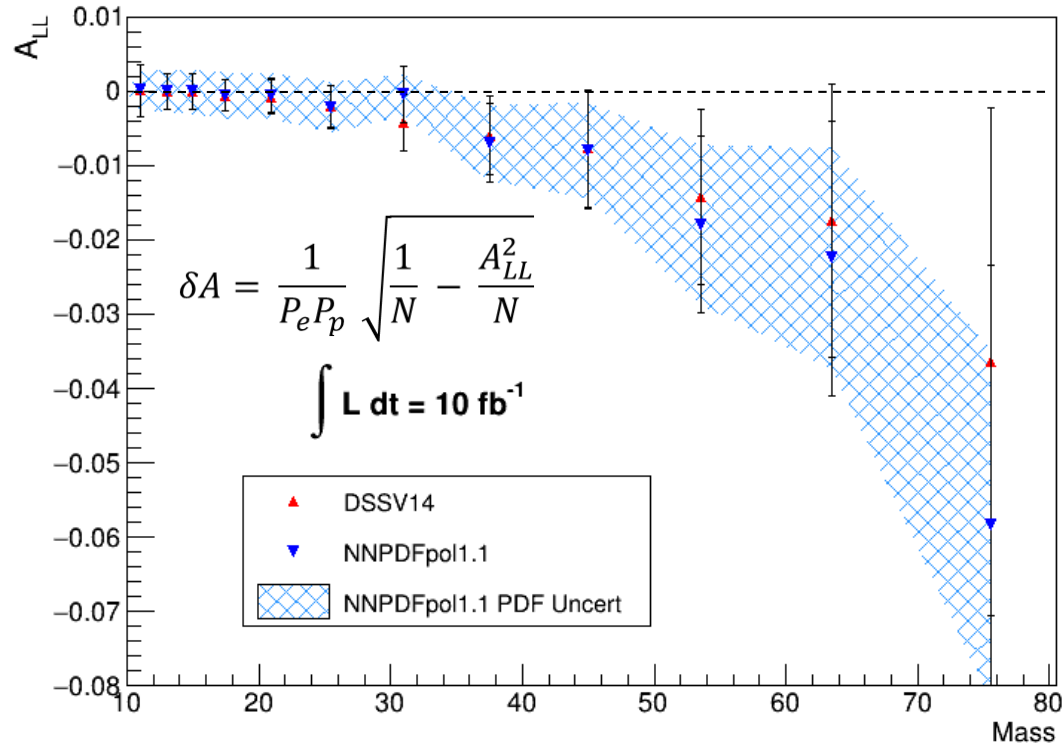 A_LL
0.01
0
−0.01
−0.02
−0.03
−0.04
−0.05
−0.06
−0.07
−0.08
δA = 1/(P_e P_p) √(1/N − A_LL^2/N)
∫ L dt = 10 fb^-1
DSSV14
NNPDFpol1.1
NNPDFpol1.1 PDF Uncert
10 20 30 40 50 60 70 80
Mass